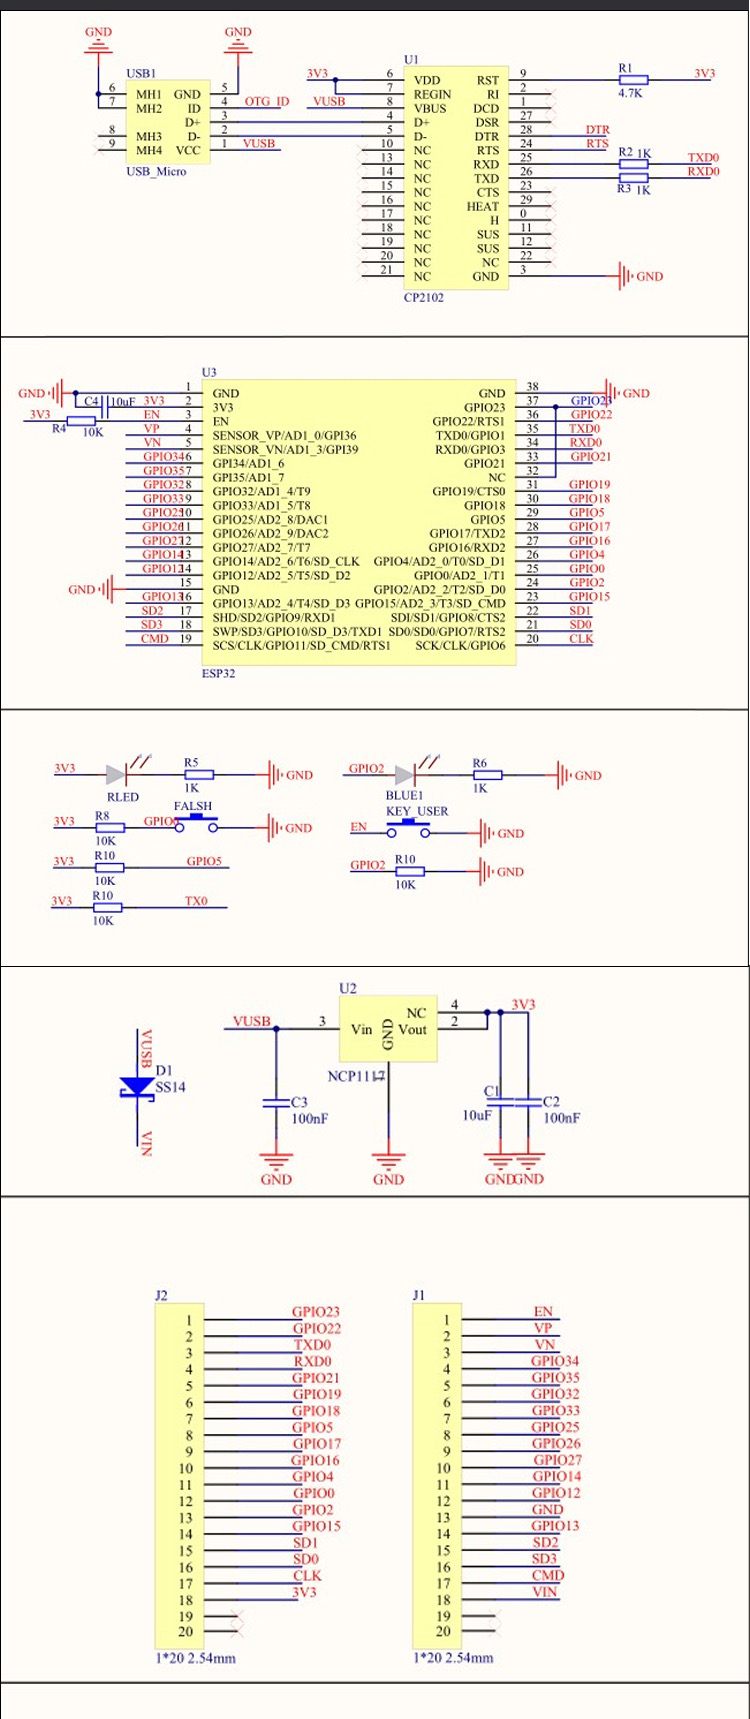 GND GND
USB1
6 MH1 GND 5
7 MH2 ID 4 OTG_ID
D+ 3
8 MH3 D- 2
9 MH4 VCC 1 VUSB
USB_Micro
U1
3V3 6 VDD RST 9 R1 4.7K 3V3
7 REGIN RI 2
VUSB 8 VBUS DCD 1
4 D+ DSR 27
5 D- DTR 28 DTR
10 NC RTS 24 RTS
13 NC RXD 25 R2 1K TXD0
14 NC TXD 26 R3 1K RXD0
15 NC CTS 23
16 NC HEAT 29
17 NC H 0
18 NC SUS 11
19 NC SUS 12
20 NC NC 22
21 NC GND 3 GND
CP2102
U3
GND 1 GND GND 38 GND
C4 10uF 3V3 2 3V3 GPIO23 37 GPIO23
3V3 R4 10K EN 3 EN GPIO22/RTS1 36 GPIO22
VP 4 SENSOR_VP/AD1_0/GPI36 TXD0/GPIO1 35 TXD0
VN 5 SENSOR_VN/AD1_3/GPI39 RXD0/GPIO3 34 RXD0
GPIO34 6 GPI34/AD1_6 GPIO21 33 GPIO21
GPIO35 7 GPI35/AD1_7 NC 32
GPIO32 8 GPIO32/AD1_4/T9 GPIO19/CTS0 31 GPIO19
GPIO33 9 GPIO33/AD1_5/T8 GPIO18 30 GPIO18
GPIO25 10 GPIO25/AD2_8/DAC1 GPIO5 29 GPIO5
GPIO26 11 GPIO26/AD2_9/DAC2 GPIO17/TXD2 28 GPIO17
GPIO27 12 GPIO27/AD2_7/T7 GPIO16/RXD2 27 GPIO16
GPIO14 13 GPIO14/AD2_6/T6/SD_CLK GPIO4/AD2_0/T0/SD_D1 26 GPIO4
GPIO12 14 GPIO12/AD2_5/T5/SD_D2 GPIO0/AD2_1/T1 25 GPIO0
GND 15 GND GPIO2/AD2_2/T2/SD_D0 24 GPIO2
GPIO13 16 GPIO13/AD2_4/T4/SD_D3 GPIO15/AD2_3/T3/SD_CMD 23 GPIO15
SD2 17 SHD/SD2/GPIO9/RXD1 SDI/SD1/GPIO8/CTS2 22 SD1
SD3 18 SWP/SD3/GPIO10/SD_D3/TXD1 SD0/SD0/GPIO7/RTS2 21 SD0
CMD 19 SCS/CLK/GPIO11/SD_CMD/RTS1 SCK/CLK/GPIO6 20 CLK
ESP32
3V3 RLED R5 1K GND
GPIO2 BLUE1 R6 1K GND
3V3 R8 10K GPIO0 FALSH GND
EN KEY_USER GND
3V3 R10 10K GPIO5
GPIO2 R10 10K GND
3V3 R10 10K TX0
VUSB
D1
SS14
VIN
U2
VUSB 3 Vin GND NC 4 3V3
Vout 2
NCP1117
C3
100nF
C1
10uF
C2
100nF
GND GND GND GND
J2
1 GPIO23
2 GPIO22
3 TXD0
4 RXD0
5 GPIO21
6 GPIO19
7 GPIO18
8 GPIO5
9 GPIO17
10 GPIO16
11 GPIO4
12 GPIO0
13 GPIO2
14 GPIO15
15 SD1
16 SD0
17 CLK
18 3V3
19
20
1*20 2.54mm
J1
1 EN
2 VP
3 VN
4 GPIO34
5 GPIO35
6 GPIO32
7 GPIO33
8 GPIO25
9 GPIO26
10 GPIO27
11 GPIO14
12 GPIO12
13 GND
14 GPIO13
15 SD2
16 SD3
17 CMD
18 VIN
19
20
1*20 2.54mm